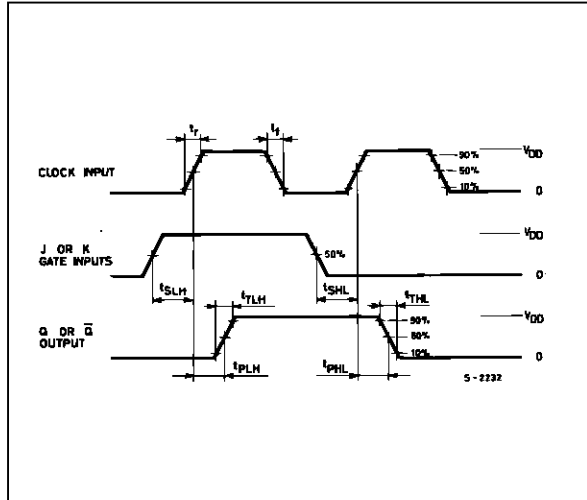 tr
tf
CLOCK INPUT
90%
50%
10%
VDD
0
J OR K
GATE INPUTS
50%
VDD
0
tSLH
tTLH
tSHL
tTHL
Q OR Q̅
OUTPUT
90%
50%
10%
VDD
0
tPLH
tPHL
S-2232